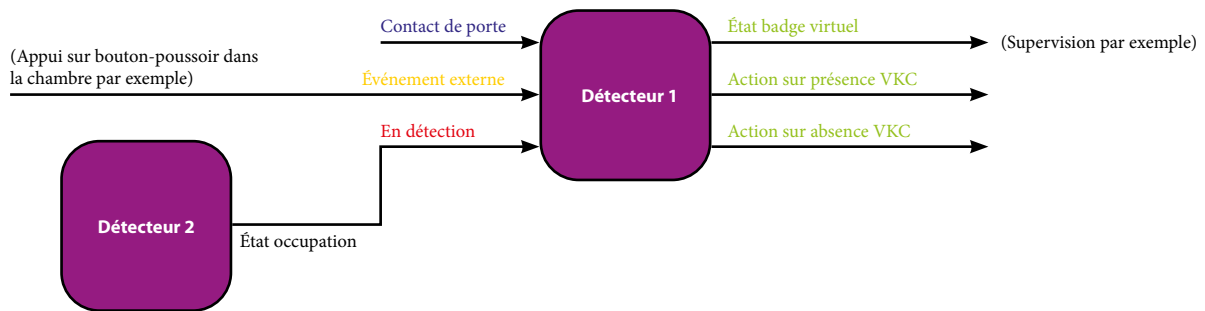 Contact de porte
État badge virtuel
(Appui sur bouton-poussoir dans
la chambre par exemple)
(Supervision par exemple)
Événement externe
Détecteur 1
Action sur présence VKC
En détection
Action sur absence VKC
Détecteur 2
État occupation